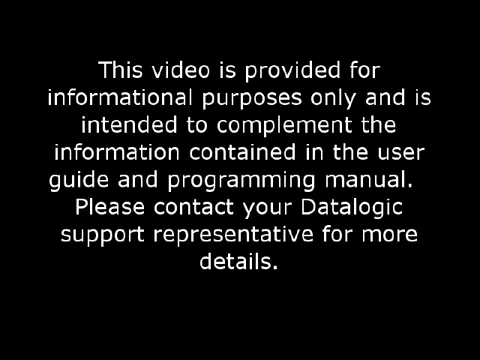 This video is provided for
informational purposes only and is
intended to complement the
information contained in the user
guide and programming manual.
Please contact your Datalogic
support representative for more
details.